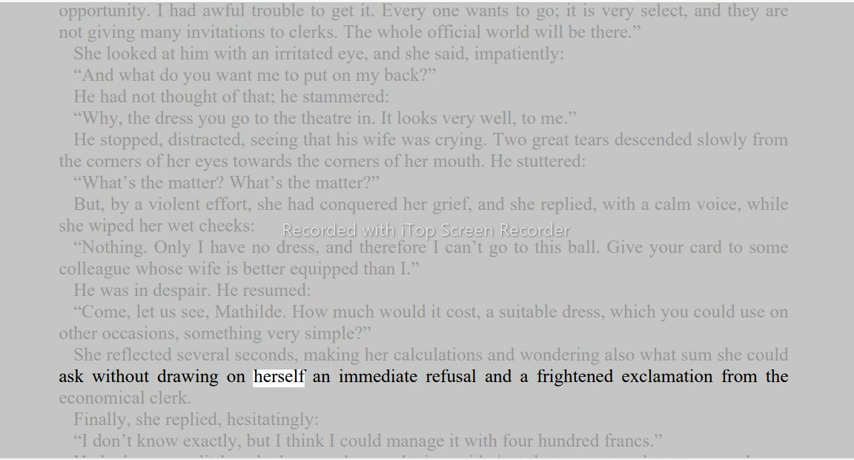 opportunity. I had awful trouble to get it. Every one wants to go; it is very select, and they are
not giving many invitations to clerks. The whole official world will be there.”
She looked at him with an irritated eye, and she said, impatiently:
“And what do you want me to put on my back?”
He had not thought of that; he stammered:
“Why, the dress you go to the theatre in. It looks very well, to me.”
He stopped, distracted, seeing that his wife was crying. Two great tears descended slowly from
the corners of her eyes towards the corners of her mouth. He stuttered:
“What’s the matter? What’s the matter?”
But, by a violent effort, she had conquered her grief, and she replied, with a calm voice, while
she wiped her wet cheeks:
Recorded with iTop Screen Recorder
“Nothing. Only I have no dress, and therefore I can’t go to this ball. Give your card to some
colleague whose wife is better equipped than I.”
He was in despair. He resumed:
“Come, let us see, Mathilde. How much would it cost, a suitable dress, which you could use on
other occasions, something very simple?”
She reflected several seconds, making her calculations and wondering also what sum she could
ask without drawing on herself an immediate refusal and a frightened exclamation from the
economical clerk.
Finally, she replied, hesitatingly:
“I don’t know exactly, but I think I could manage it with four hundred francs.”